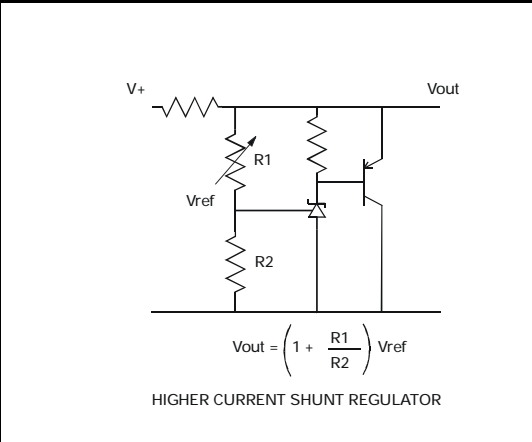 V+
Vout
R1
Vref
R2
Vout = ( 1 + R1 / R2 ) Vref
HIGHER CURRENT SHUNT REGULATOR